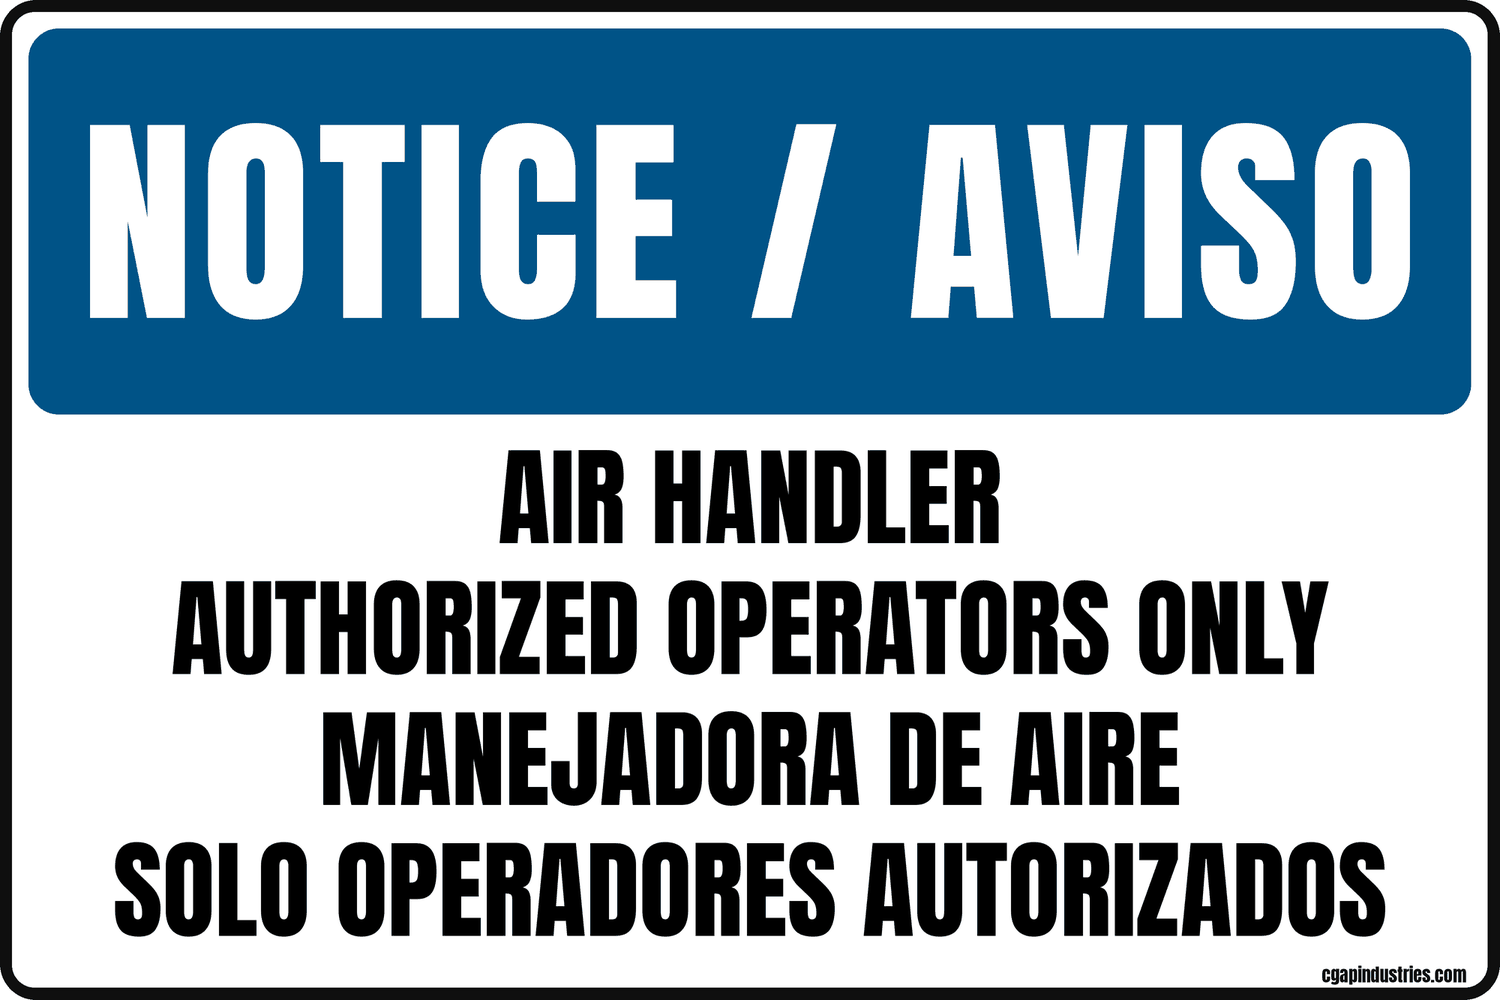 NOTICE / AVISO
AIR HANDLER
AUTHORIZED OPERATORS ONLY
MANEJADORA DE AIRE
SOLO OPERADORES AUTORIZADOS
cgapindustries.com